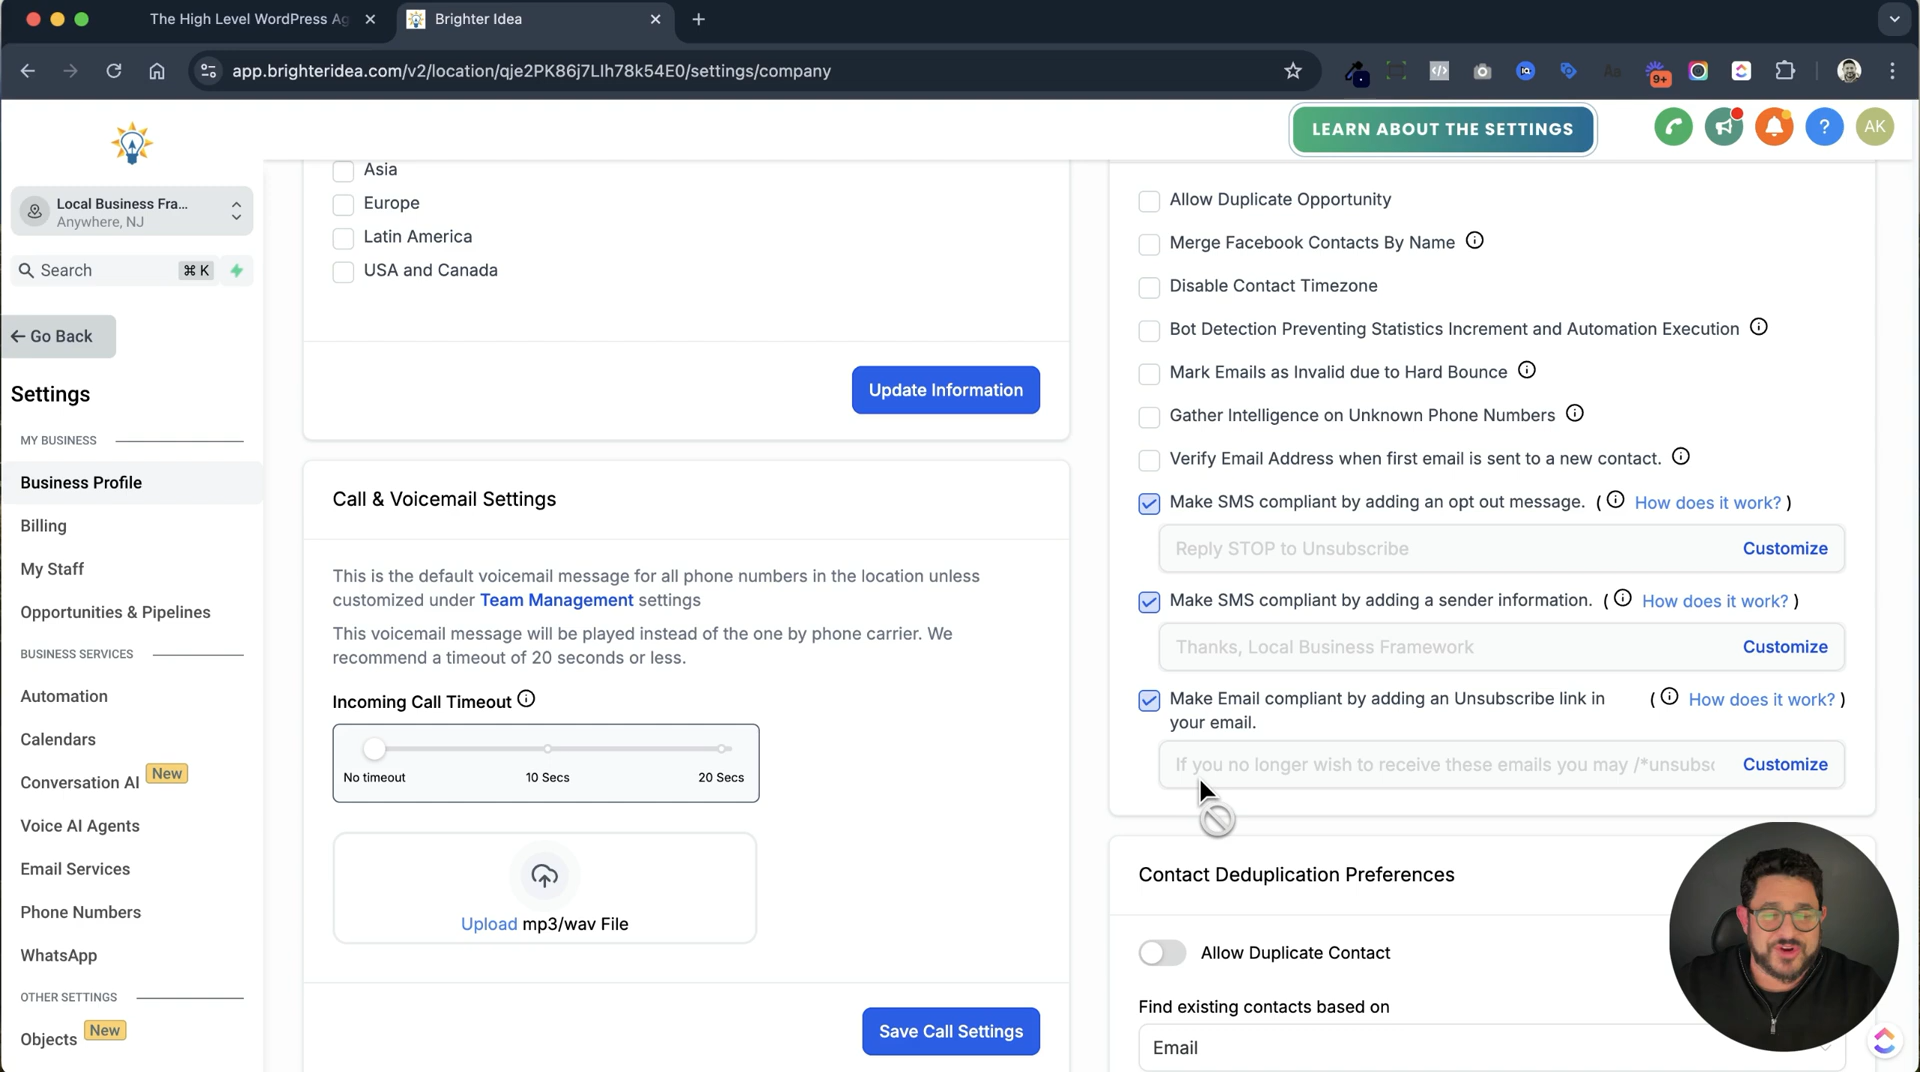 The High Level WordPress Ag
Brighter Idea
app.brighteridea.com/v2/location/qje2PK86j7LIh78k54E0/settings/company
9+
LEARN ABOUT THE SETTINGS
AK
Local Business Fra...
Anywhere, NJ
Search ⌘ K
Go Back
Settings
MY BUSINESS
Business Profile
Billing
My Staff
Opportunities & Pipelines
BUSINESS SERVICES
Automation
Calendars
Conversation AI New
Voice AI Agents
Email Services
Phone Numbers
WhatsApp
OTHER SETTINGS
Objects New
Asia
Europe
Latin America
USA and Canada
Update Information
Call & Voicemail Settings
This is the default voicemail message for all phone numbers in the location unless
customized under Team Management settings
This voicemail message will be played instead of the one by phone carrier. We
recommend a timeout of 20 seconds or less.
Incoming Call Timeout
No timeout 10 Secs 20 Secs
Upload mp3/wav File
Save Call Settings
Allow Duplicate Opportunity
Merge Facebook Contacts By Name
Disable Contact Timezone
Bot Detection Preventing Statistics Increment and Automation Execution
Mark Emails as Invalid due to Hard Bounce
Gather Intelligence on Unknown Phone Numbers
Verify Email Address when first email is sent to a new contact.
Make SMS compliant by adding an opt out message. ( How does it work? )
Reply STOP to Unsubscribe Customize
Make SMS compliant by adding a sender information. ( How does it work? )
Thanks, Local Business Framework Customize
Make Email compliant by adding an Unsubscribe link in ( How does it work? )
your email.
If you no longer wish to receive these emails you may /*unsubsc Customize
Contact Deduplication Preferences
Allow Duplicate Contact
Find existing contacts based on
Email